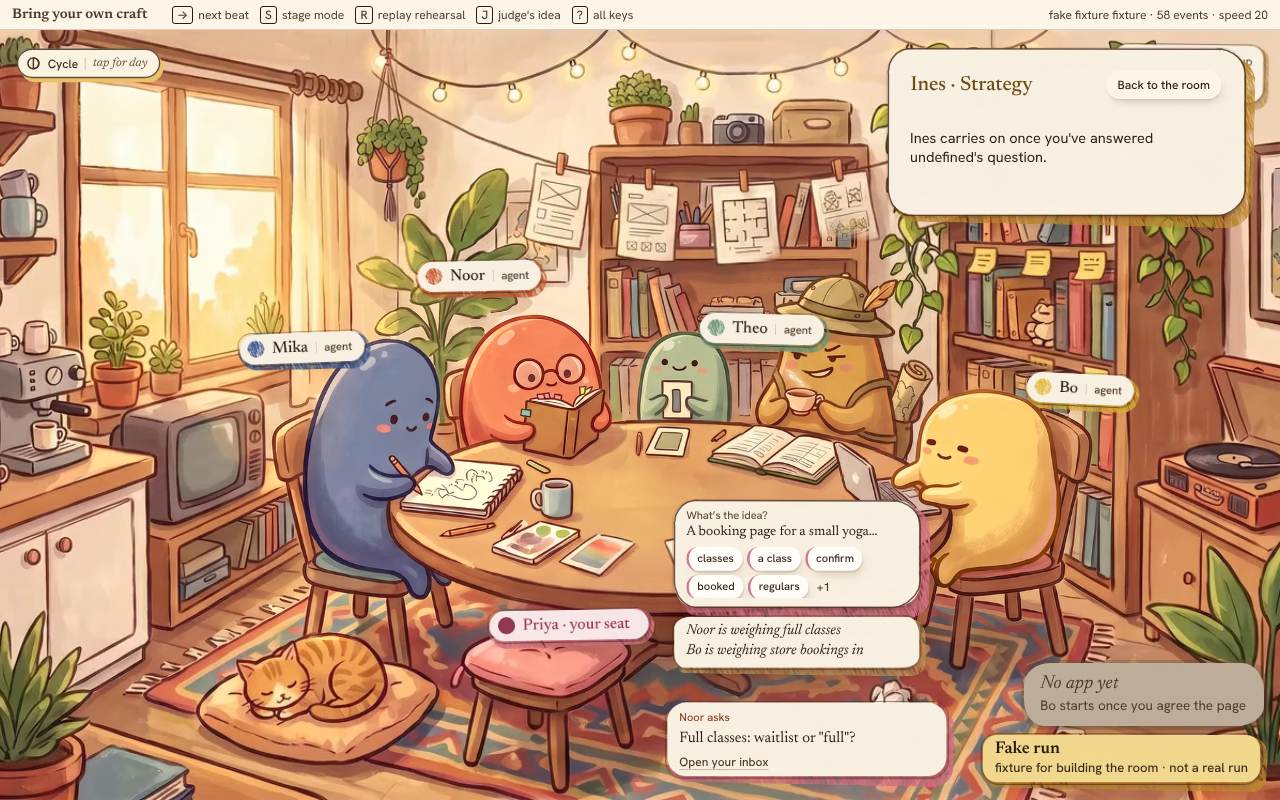 Bring your own craft
→ next beat
S stage mode
R replay rehearsal
J judge's idea
? all keys
fake fixture fixture · 58 events · speed 20
Cycle | tap for day
Ines · Strategy
Back to the room
Ines carries on once you've answered
undefined's question.
Noor | agent
Theo | agent
Mika | agent
Bo | agent
What's the idea?
A booking page for a small yoga...
classes
a class
confirm
booked
regulars
+1
Priya · your seat
Noor is weighing full classes
Bo is weighing store bookings in
No app yet
Bo starts once you agree the page
Noor asks
Full classes: waitlist or "full"?
Open your inbox
Fake run
fixture for building the room · not a real run